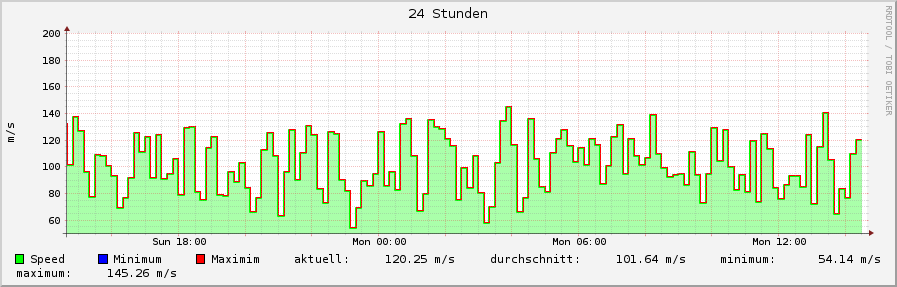 24 Stunden
RRDTOOL / TOBI OETIKER
m/s
200
180
160
140
120
100
80
60
Sun 18:00 Mon 00:00 Mon 06:00 Mon 12:00
Speed Minimum Maximim aktuell: 120.25 m/s durchschnitt: 101.64 m/s minimum: 54.14 m/s
maximum: 145.26 m/s